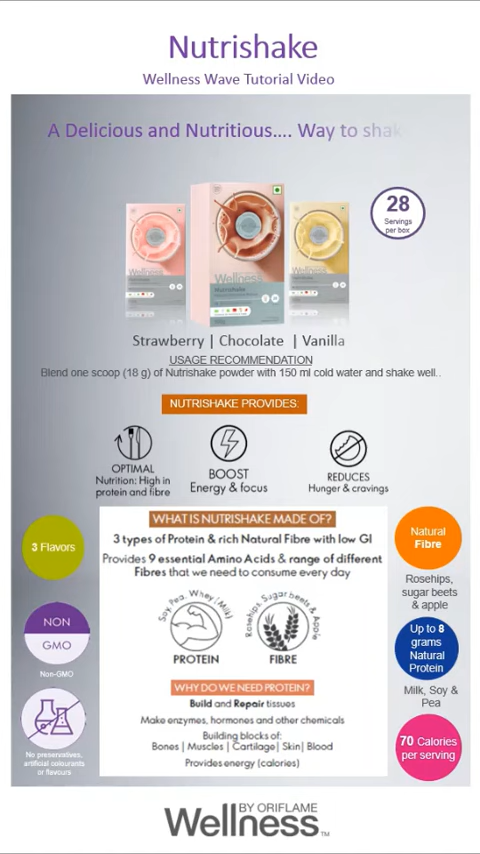 Nutrishake
Wellness Wave Tutorial Video
A Delicious and Nutritious.... Way to shak
28
Servings
per box
Wellness
Wellness
Wellness
Nutrishake
Strawberry | Chocolate | Vanilla
USAGE RECOMMENDATION
Blend one scoop (18 g) of Nutrishake powder with 150 ml cold water and shake well..
NUTRISHAKE PROVIDES:
OPTIMAL
Nutrition: High in
protein and fibre
BOOST
Energy & focus
REDUCES
Hunger & cravings
WHAT IS NUTRISHAKE MADE OF?
3 types of Protein & rich Natural Fibre with low GI
Provides 9 essential Amino Acids & range of different
Fibres that we need to consume every day
Soy, Pea, Whey (Milk)
PROTEIN
Rosehips, Sugar beets & Apple
FIBRE
WHY DO WE NEED PROTEIN?
Build and Repair tissues
Make enzymes, hormones and other chemicals
Building blocks of:
Bones | Muscles | Cartilage| Skin| Blood
Provides energy (calories)
3 Flavors
NON
GMO
Non-GMO
No preservatives,
artificial colourants
or flavours
Natural
Fibre
Rosehips,
sugar beets
& apple
Up to 8
grams
Natural
Protein
Milk, Soy &
Pea
70 Calories
per serving
BY ORIFLAME
Wellness™